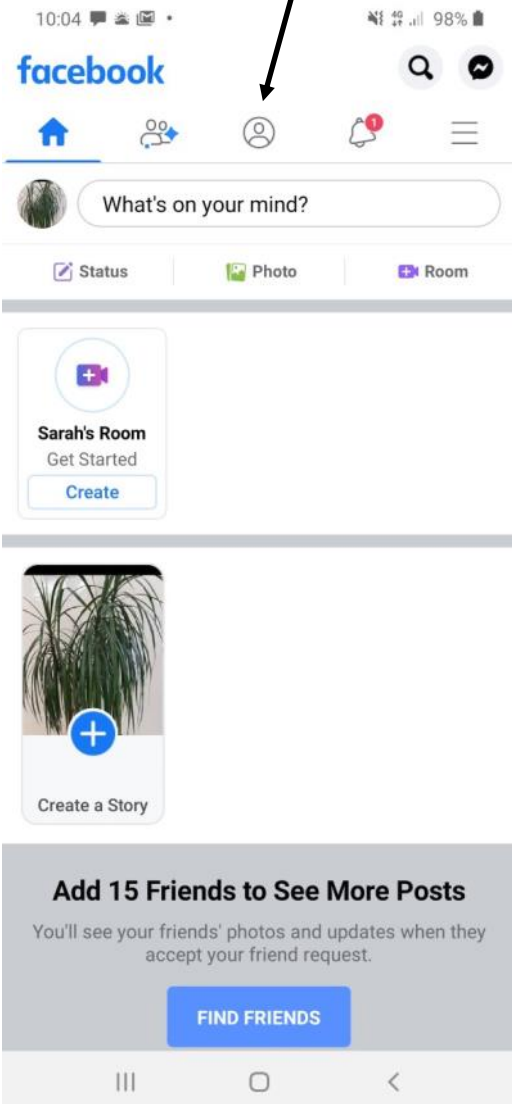 10:04 98%
facebook
1
What's on your mind?
Status Photo Room
Sarah's Room
Get Started
Create
Create a Story
Add 15 Friends to See More Posts
You'll see your friends' photos and updates when they
accept your friend request.
FIND FRIENDS